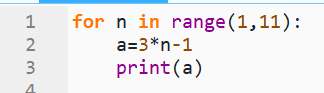 1 for n in range(1,11):
2     a=3*n-1
3     print(a)